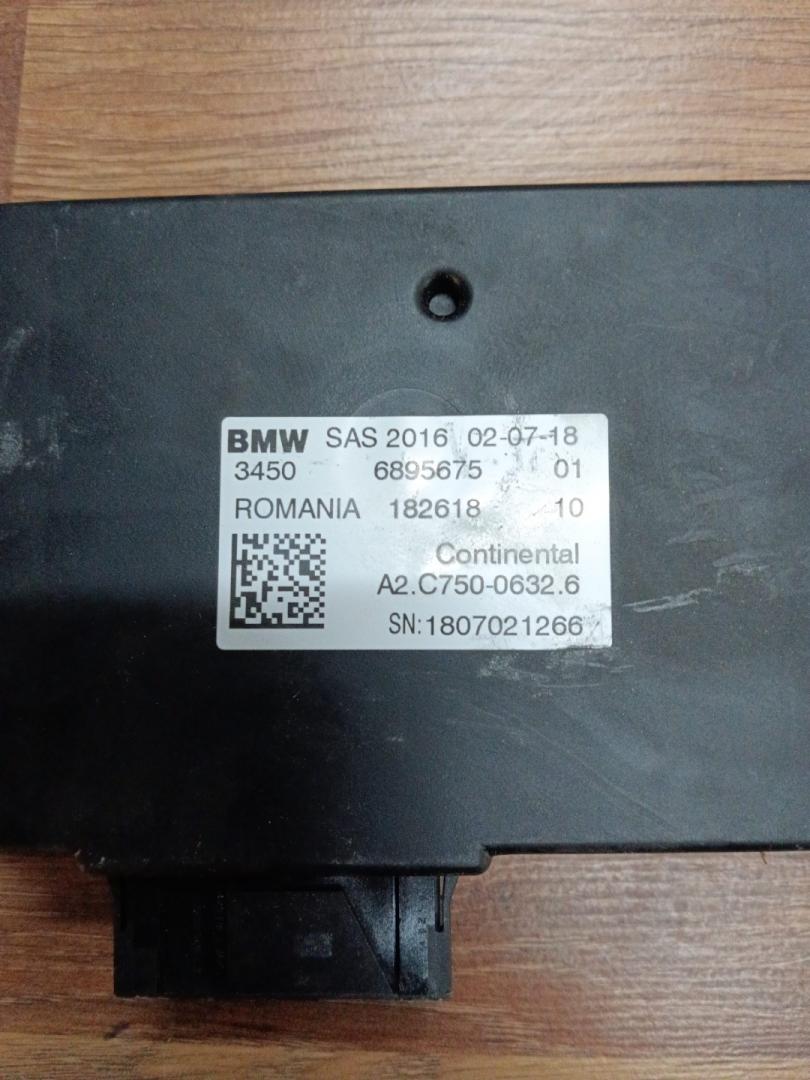 BMW SAS 2016 02-07-18
3450 6895675 01
ROMANIA 182618 10
Continental
A2.C750-0632.6
SN:1807021266